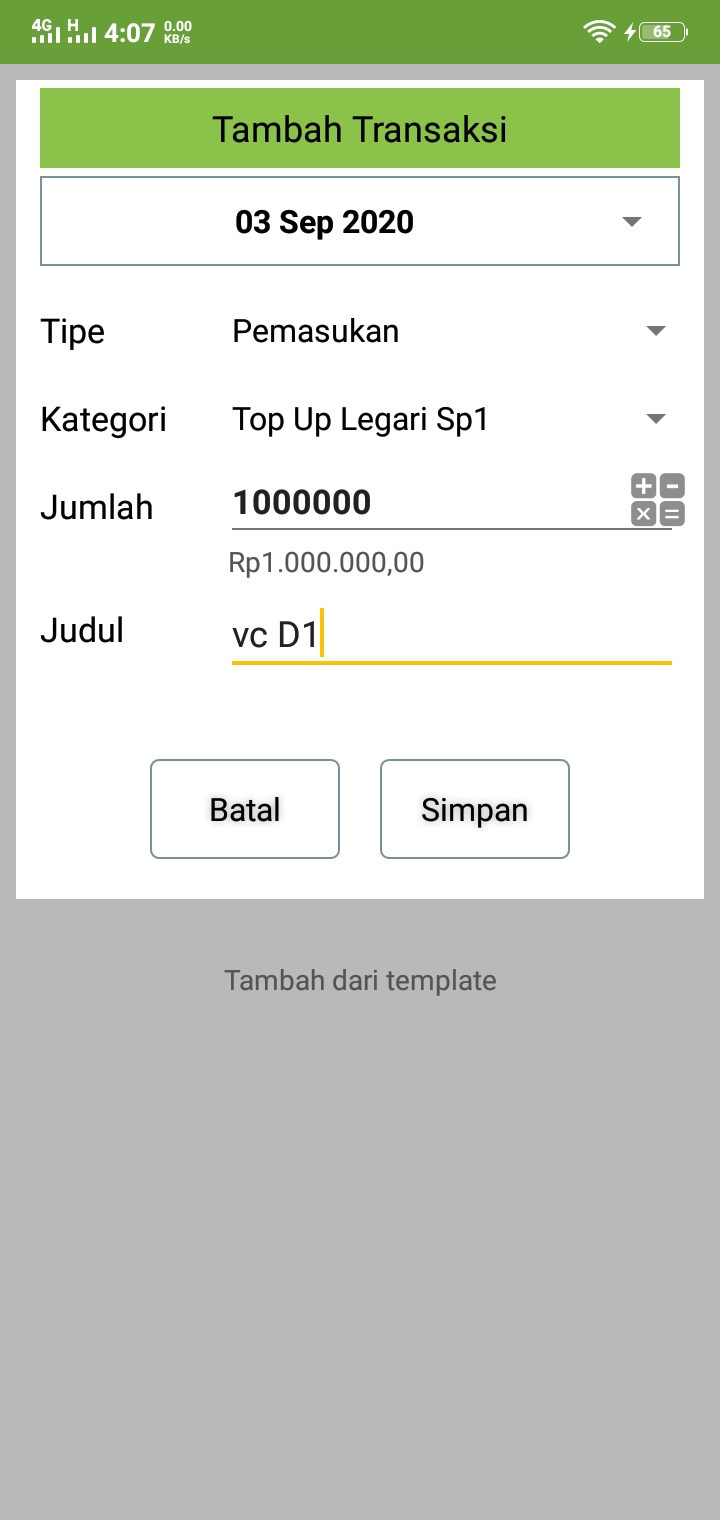 4G H 4:07 0.00 KB/s 65
Tambah Transaksi
03 Sep 2020
Tipe Pemasukan
Kategori Top Up Legari Sp1
Jumlah 1000000
Rp1.000.000,00
Judul vc D1
Batal Simpan
Tambah dari template